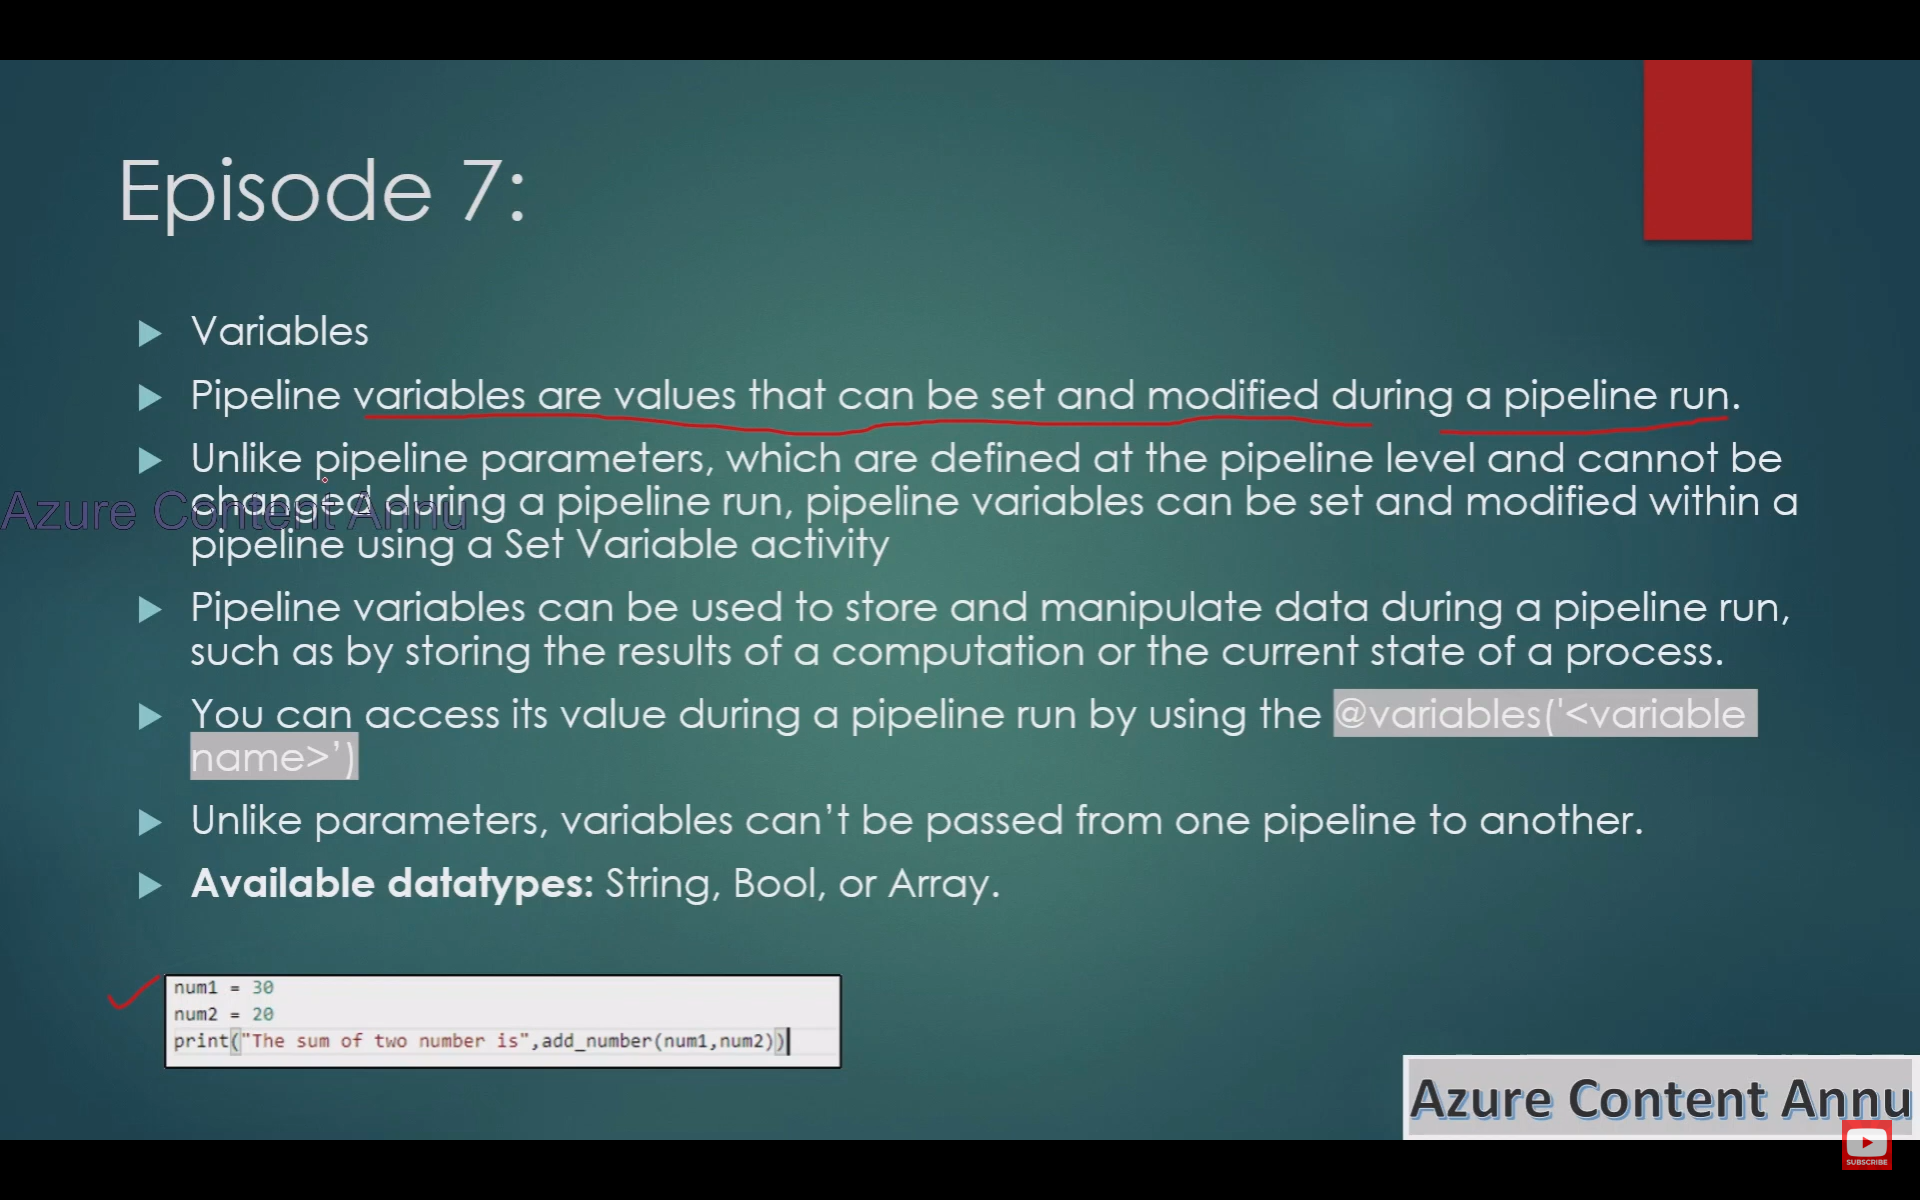 Episode 7:
Variables
Pipeline variables are values that can be set and modified during a pipeline run.
Unlike pipeline parameters, which are defined at the pipeline level and cannot be
changed during a pipeline run, pipeline variables can be set and modified within a
pipeline using a Set Variable activity
Azure Content Annu
Pipeline variables can be used to store and manipulate data during a pipeline run,
such as by storing the results of a computation or the current state of a process.
You can access its value during a pipeline run by using the @variables('<variable
name>’)
Unlike parameters, variables can’t be passed from one pipeline to another.
Available datatypes: String, Bool, or Array.
num1 = 30
num2 = 20
print("The sum of two number is",add_number(num1,num2))
Azure Content Annu
SUBSCRIBE